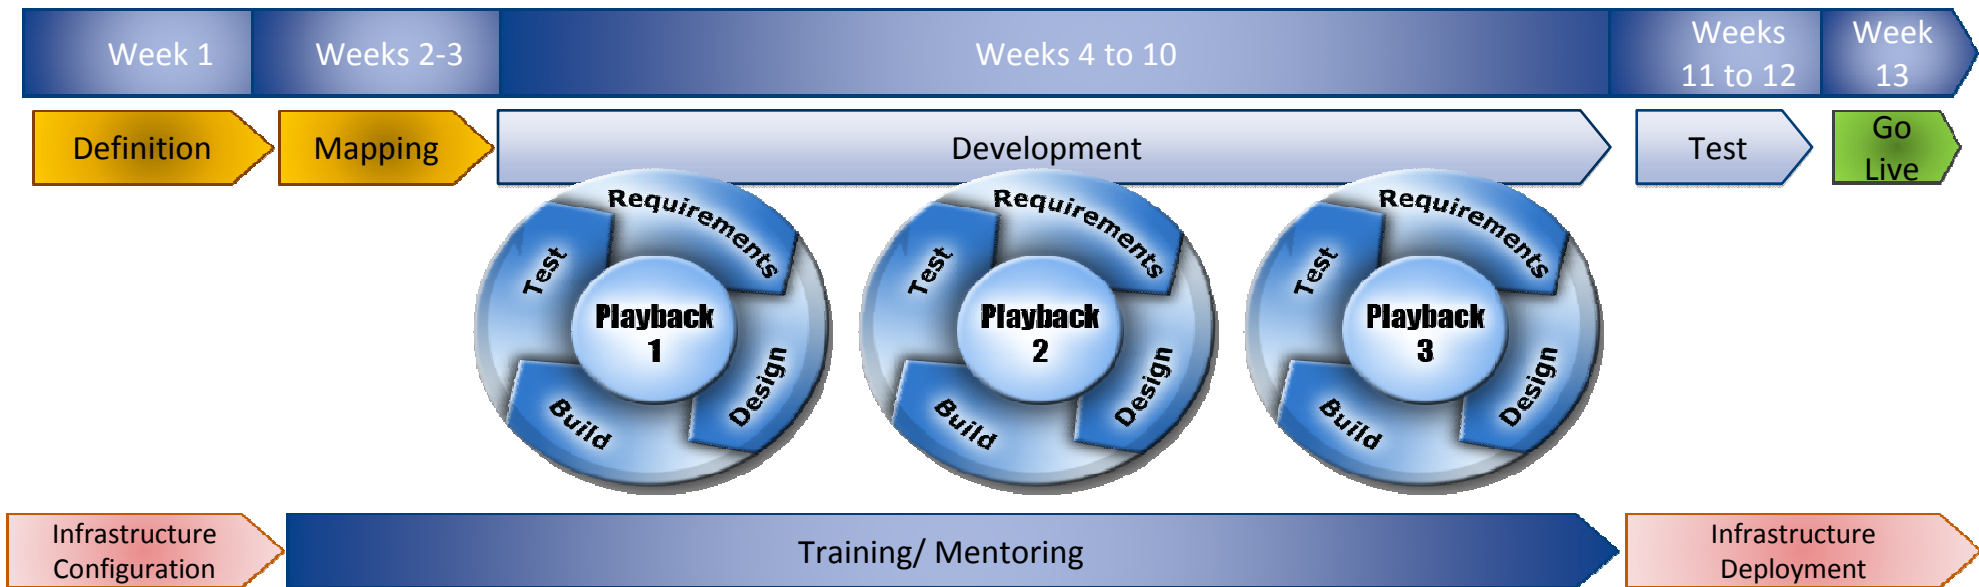 Week 1
Weeks 2-3
Weeks 4 to 10
Weeks
11 to 12
Week
13
Definition
Mapping
Development
Test
Go
Live
Requirements
Design
Build
Test
Playback
1
Requirements
Design
Build
Test
Playback
2
Requirements
Design
Build
Test
Playback
3
Infrastructure
Configuration
Training/ Mentoring
Infrastructure
Deployment